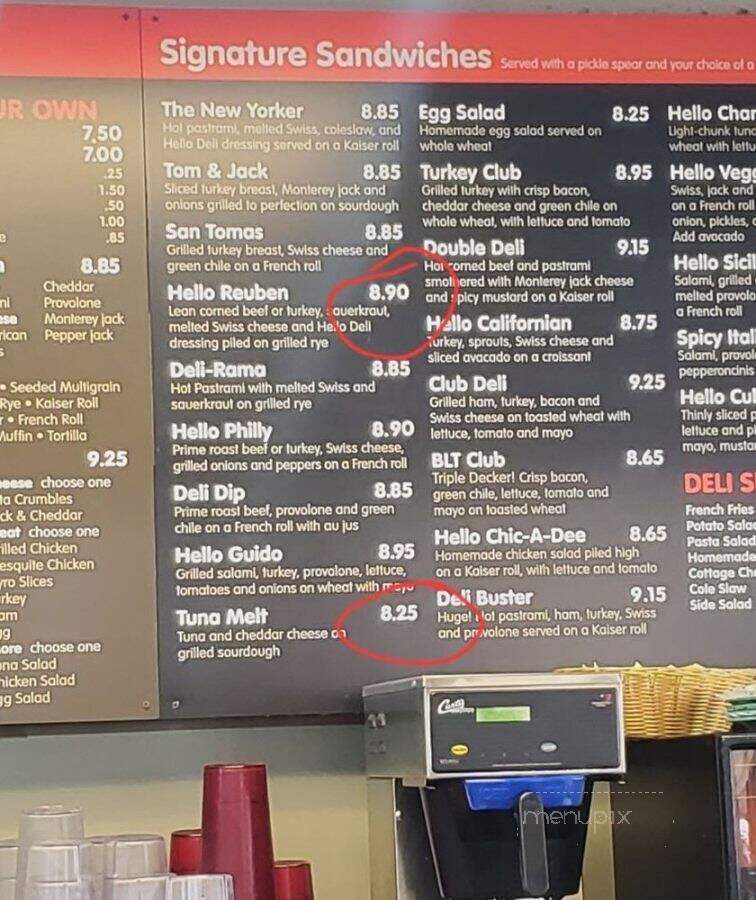 Signature Sandwiches Served with a pickle spear and your choice of a
UR OWN
7.50
7.00
.25
1.50
.50
1.00
.85
8.85
Cheddar
Provolone
Monterey jack
Pepper jack
• Seeded Multigrain
Rye • Kaiser Roll
• French Roll
Muffin • Tortilla
9.25
choose one
Crumbles
& Cheddar
choose one
Chicken
Chicken
Slices
choose one
Salad
Salad
Salad
The New Yorker 8.85
Hot pastrami, melted Swiss, coleslaw, and
Hello Deli dressing served on a Kaiser roll
Tom & Jack 8.85
Sliced turkey breast, Monterey jack and
onions grilled to perfection on sourdough
San Tomas 8.85
Grilled turkey breast, Swiss cheese and
green chile on a French roll
Hello Reuben 8.90
Lean corned beef or turkey, sauerkraut,
melted Swiss cheese and Hello Deli
dressing piled on grilled rye
Deli-Rama 8.85
Hot Pastrami with melted Swiss and
sauerkraut on grilled rye
Hello Philly 8.90
Prime roast beef or turkey, Swiss cheese,
grilled onions and peppers on a French roll
Deli Dip 8.85
Prime roast beef, provolone and green
chile on a French roll with au jus
Hello Guido 8.95
Grilled salami, turkey, provolone, lettuce,
tomatoes and onions on wheat with mayo
Tuna Melt 8.25
Tuna and cheddar cheese on
grilled sourdough
Egg Salad 8.25
Homemade egg salad served on
whole wheat
Turkey Club 8.95
Grilled turkey with crisp bacon,
cheddar cheese and green chile on
whole wheat, with lettuce and tomato
Double Deli 9.15
Hot corned beef and pastrami
smothered with Monterey jack cheese
and spicy mustard on a Kaiser roll
Hello Californian 8.75
Turkey, sprouts, Swiss cheese and
sliced avacado on a croissant
Club Deli 9.25
Grilled ham, turkey, bacon and
Swiss cheese on toasted wheat with
lettuce, tomato and mayo
BLT Club 8.65
Triple Decker! Crisp bacon,
green chile, lettuce, tomato and
mayo on toasted wheat
Hello Chic-A-Dee 8.65
Homemade chicken salad piled high
on a Kaiser roll, with lettuce and tomato
Deli Buster 9.15
Huge! Hot pastrami, ham, turkey, Swiss
and provolone served on a Kaiser roll
Hello Char
Light-chunk tuna
wheat with lettu
Hello Vegg
Swiss, jack and
on a French roll
onion, pickles,
Add avocado
Hello Sicil
Salami, grilled
melted provol
a French roll
Spicy Itali
Salami, provol
pepperoncinis
Hello Cul
Thinly sliced p
lettuce and pi
mayo, mustar
DELI S
French Fries
Potato Salad
Pasta Salad
Homemad
Cottage Che
Cole Slaw
Side Salad
Curtis
menupix